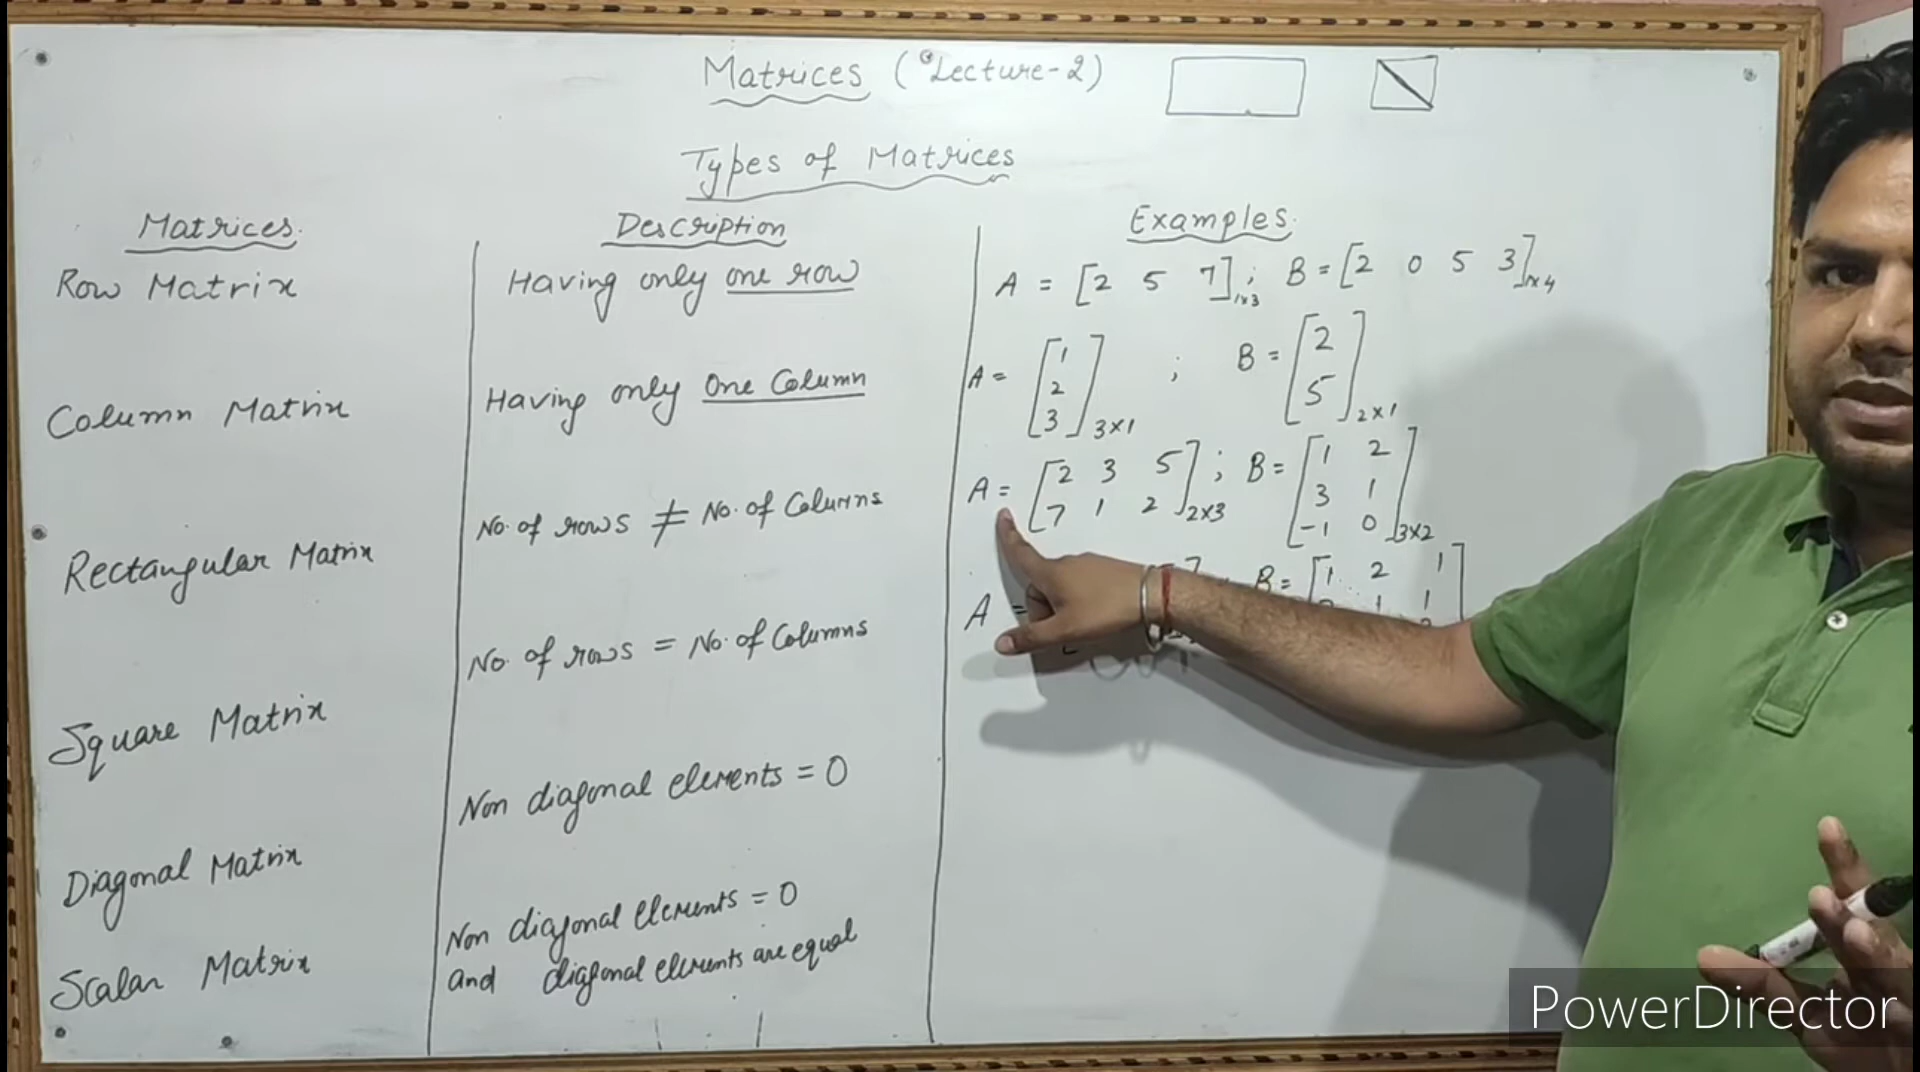 Matrices (Lecture-2)
Types of Matrices
Matrices
Description
Examples
Row Matrix
Having only one row
A = [2 5 7]1×3 ; B = [2 0 5 3]1×4
Column Matrix
Having only One Column
A = [1
2
3]3×1 ; B = [2
5]2×1
Rectangular Matrix
No. of rows ≠ No. of Columns
A = [2 3 5
7 1 2]2×3 ; B = [1 2
3 1
-1 0]3×2
Square Matrix
No. of rows = No. of Columns
A =
B = [1 2 1
1 1
Diagonal Matrix
Non diagonal elements = 0
Scalar Matrix
Non diagonal elements = 0
and diagonal elements are equal
PowerDirector